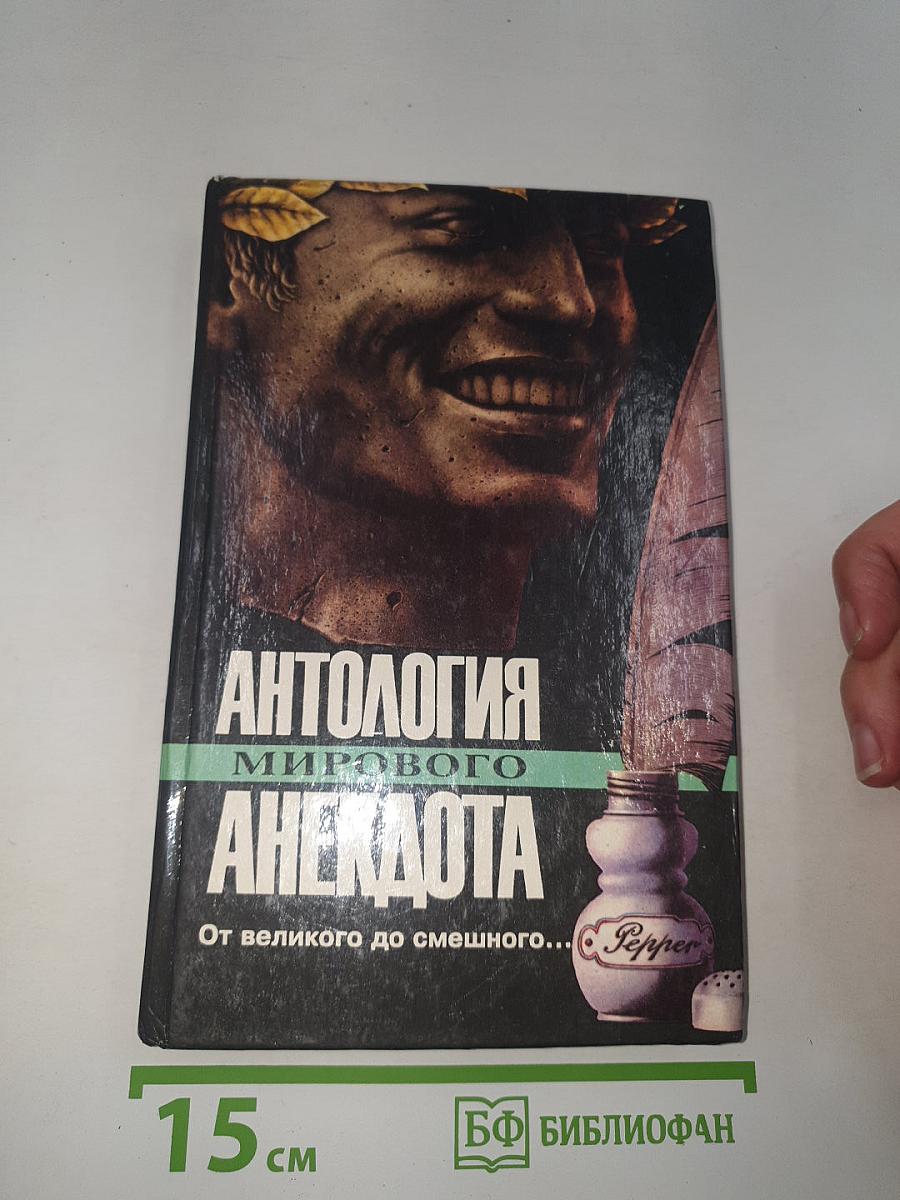 АНТОЛОГИЯ
МИРОВОГО
АНЕКДОТА
От великого до смешного...
Pepper
15 см
БФ БИБЛИОФАН